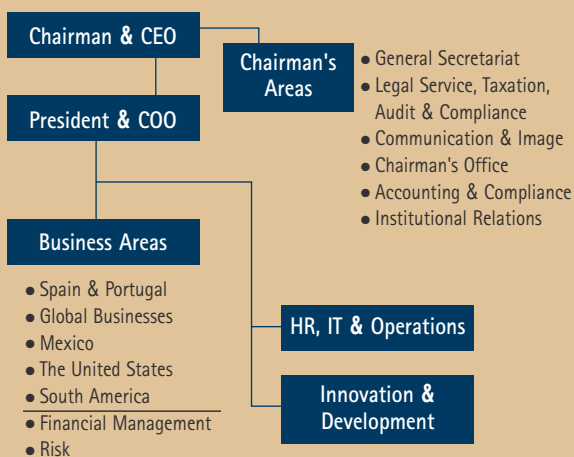 Chairman & CEO
Chairman's
Areas
● General Secretariat
● Legal Service, Taxation,
Audit & Compliance
● Communication & Image
● Chairman's Office
● Accounting & Compliance
● Institutional Relations
President & COO
Business Areas
● Spain & Portugal
● Global Businesses
● Mexico
● The United States
● South America
● Financial Management
● Risk
HR, IT & Operations
Innovation &
Development